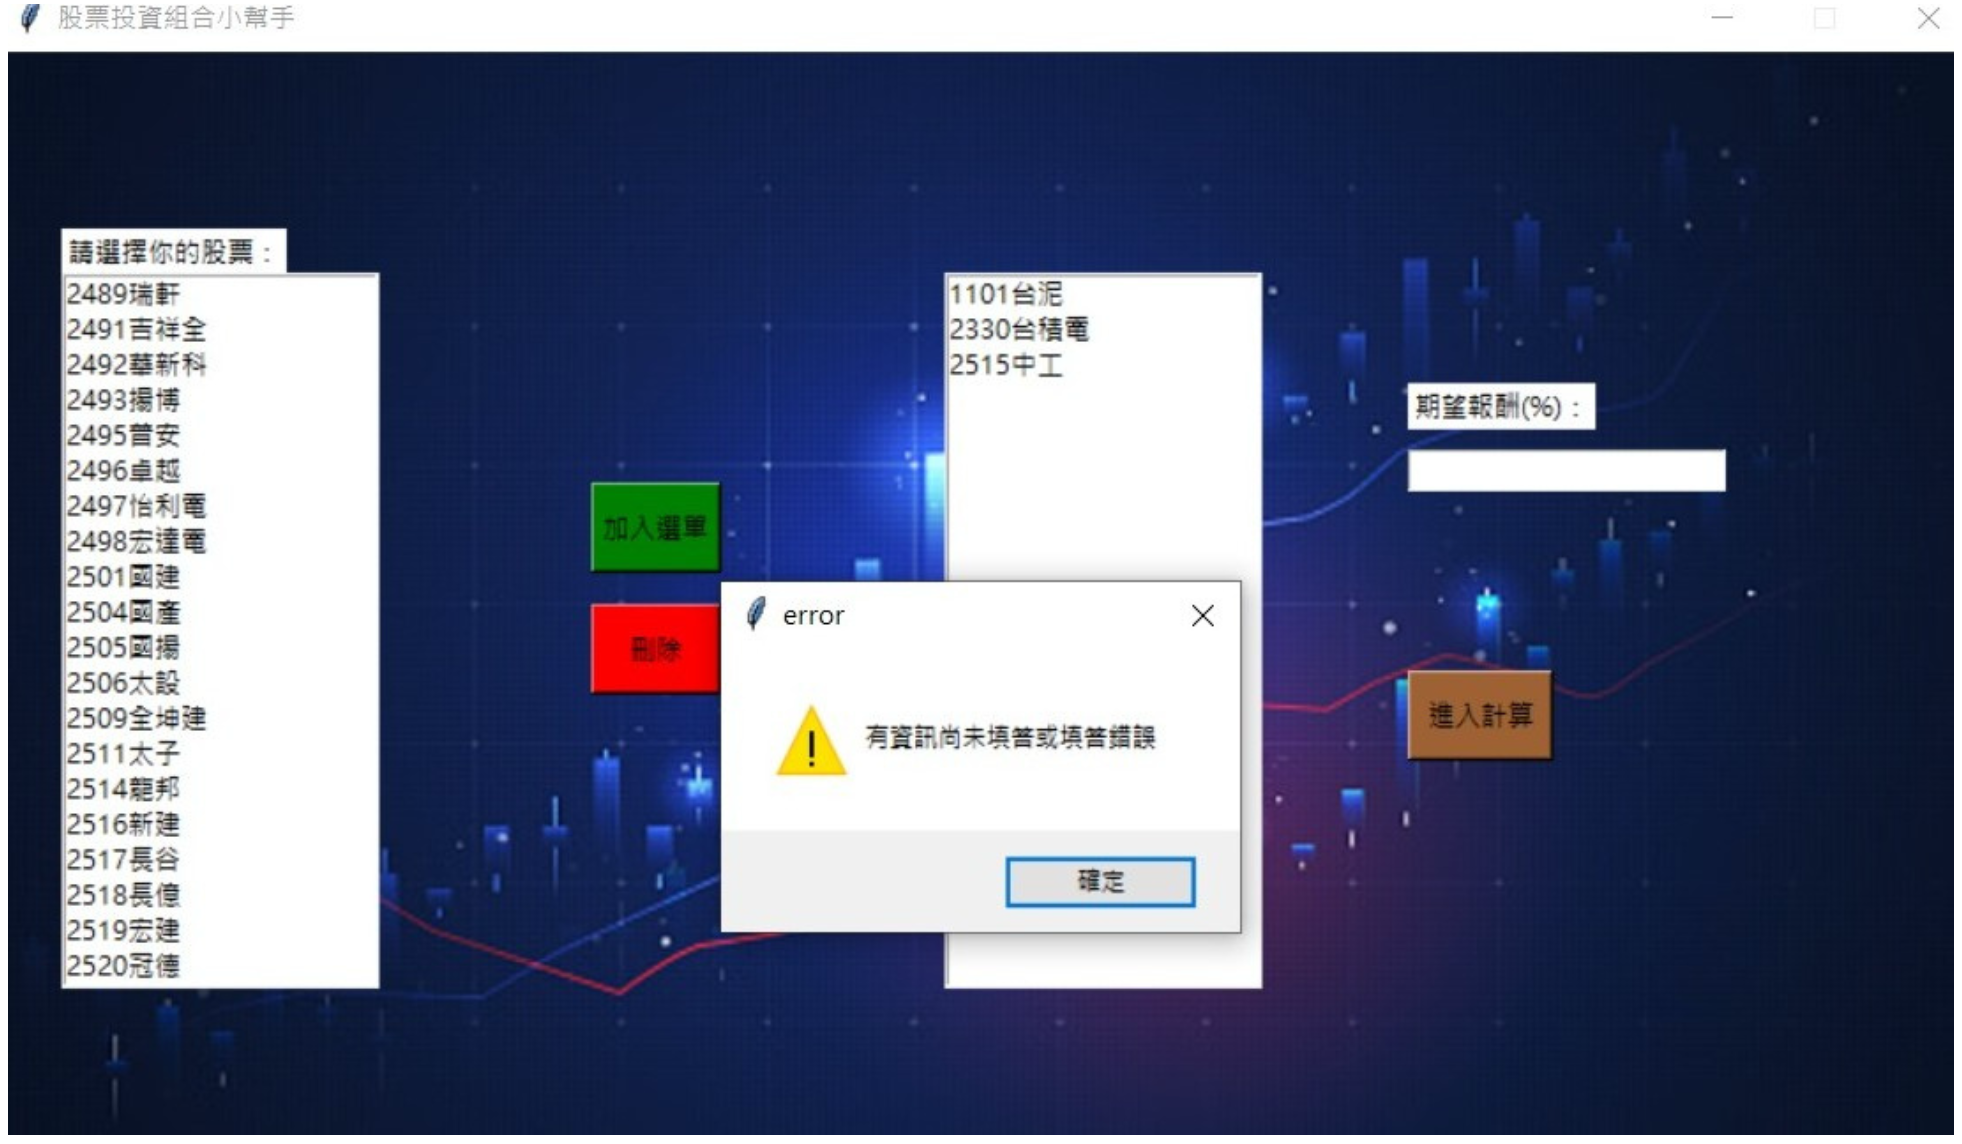 股票投資組合小幫手
請選擇你的股票：
2489瑞軒
2491吉祥全
2492華新科
2493揚博
2495普安
2496卓越
2497怡利電
2498宏達電
2501國建
2504國產
2505國揚
2506太設
2509全坤建
2511太子
2514龍邦
2516新建
2517長谷
2518長億
2519宏建
2520冠德
加入選單
刪除
1101台泥
2330台積電
2515中工
期望報酬(%)：
進入計算
error
有資訊尚未填答或填答錯誤
確定